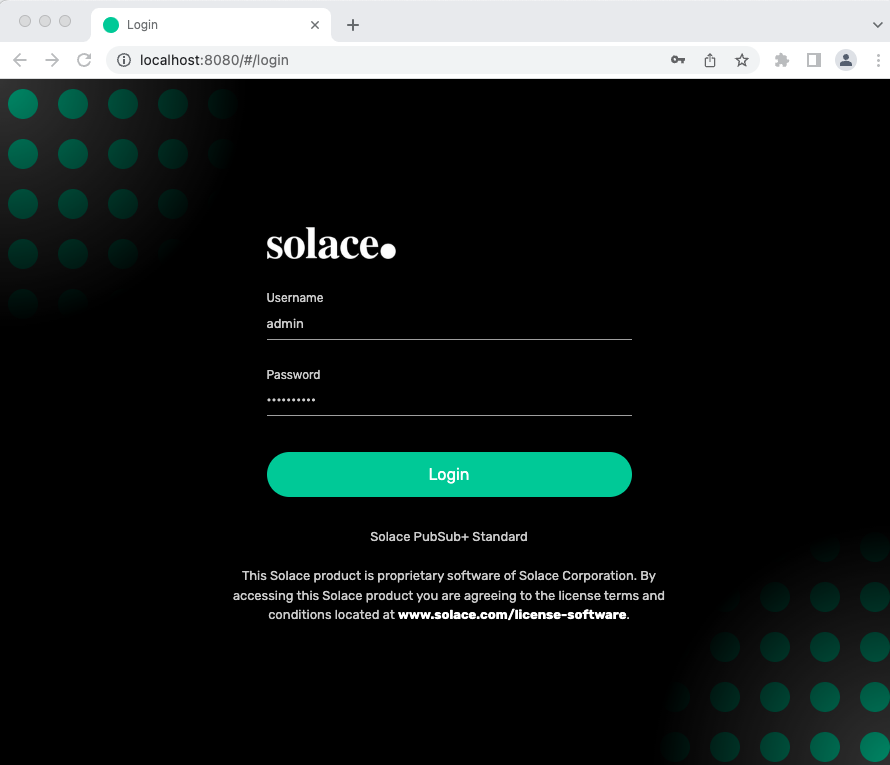 Login
localhost:8080/#/login
solace.
Username
admin
Password
••••••••••
Login
Solace PubSub+ Standard
This Solace product is proprietary software of Solace Corporation. By
accessing this Solace product you are agreeing to the license terms and
conditions located at www.solace.com/license-software.